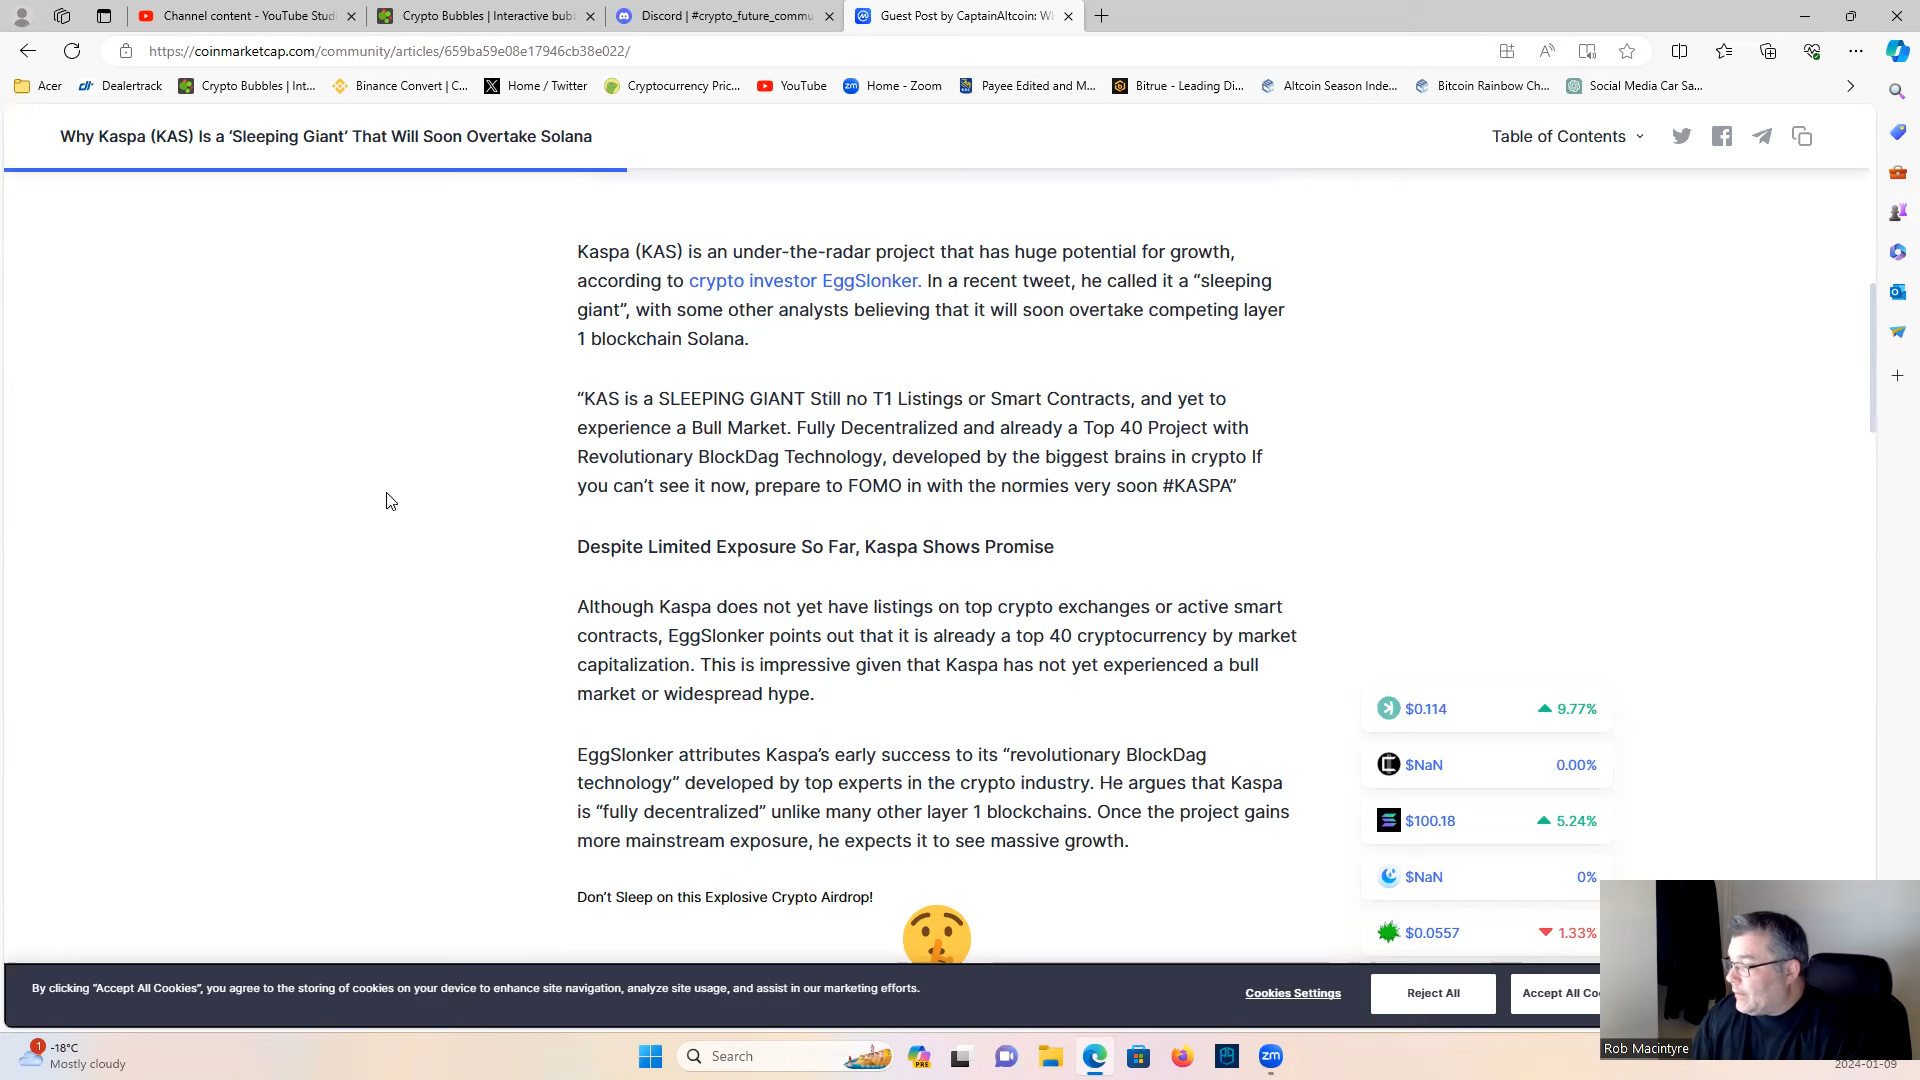 Channel content - YouTube Stud
Crypto Bubbles | Interactive bub
Discord | #crypto_future_commu
Guest Post by CaptainAltcoin: W
https://coinmarketcap.com/community/articles/659ba59e08e17946cb38e022/
Acer
Dealertrack
Crypto Bubbles | Int...
Binance Convert | C...
Home / Twitter
Cryptocurrency Pric...
YouTube
Home - Zoom
Payee Edited and M...
Bitrue - Leading Di...
Altcoin Season Inde...
Bitcoin Rainbow Ch...
Social Media Car Sa...
Why Kaspa (KAS) Is a ‘Sleeping Giant’ That Will Soon Overtake Solana
Table of Contents
Kaspa (KAS) is an under-the-radar project that has huge potential for growth,
according to crypto investor EggSlonker. In a recent tweet, he called it a “sleeping
giant”, with some other analysts believing that it will soon overtake competing layer
1 blockchain Solana.
“KAS is a SLEEPING GIANT Still no T1 Listings or Smart Contracts, and yet to
experience a Bull Market. Fully Decentralized and already a Top 40 Project with
Revolutionary BlockDag Technology, developed by the biggest brains in crypto If
you can’t see it now, prepare to FOMO in with the normies very soon #KASPA”
Despite Limited Exposure So Far, Kaspa Shows Promise
Although Kaspa does not yet have listings on top crypto exchanges or active smart
contracts, EggSlonker points out that it is already a top 40 cryptocurrency by market
capitalization. This is impressive given that Kaspa has not yet experienced a bull
market or widespread hype.
EggSlonker attributes Kaspa’s early success to its “revolutionary BlockDag
technology” developed by top experts in the crypto industry. He argues that Kaspa
is “fully decentralized” unlike many other layer 1 blockchains. Once the project gains
more mainstream exposure, he expects it to see massive growth.
Don’t Sleep on this Explosive Crypto Airdrop!
$0.114 9.77%
$NaN 0.00%
$100.18 5.24%
$NaN 0%
$0.0557 1.33%
By clicking “Accept All Cookies”, you agree to the storing of cookies on your device to enhance site navigation, analyze site usage, and assist in our marketing efforts.
Cookies Settings
Reject All
Accept All Co
Rob Macintyre
1
-18°C
Mostly cloudy
Search
PRE
zm
2024-01-09